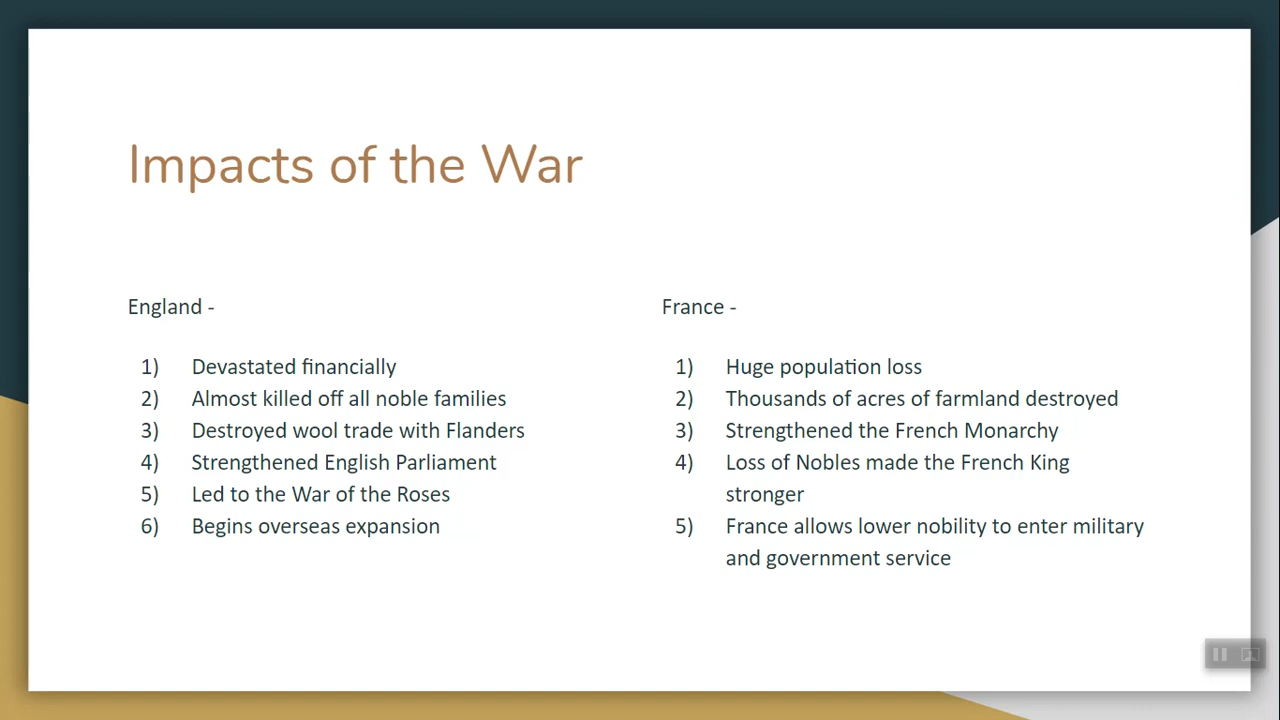 Impacts of the War
England -
1) Devastated financially
2) Almost killed off all noble families
3) Destroyed wool trade with Flanders
4) Strengthened English Parliament
5) Led to the War of the Roses
6) Begins overseas expansion
France -
1) Huge population loss
2) Thousands of acres of farmland destroyed
3) Strengthened the French Monarchy
4) Loss of Nobles made the French King
stronger
5) France allows lower nobility to enter military
and government service